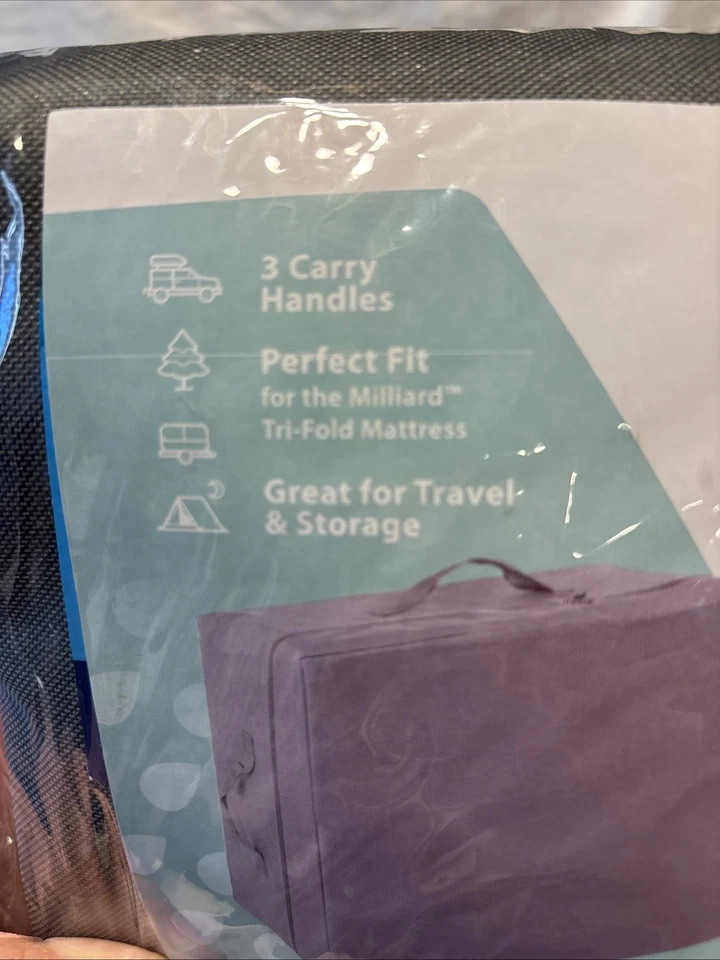 3 Carry
Handles
Perfect Fit
for the Milliard™
Tri-Fold Mattress
Great for Travel
& Storage